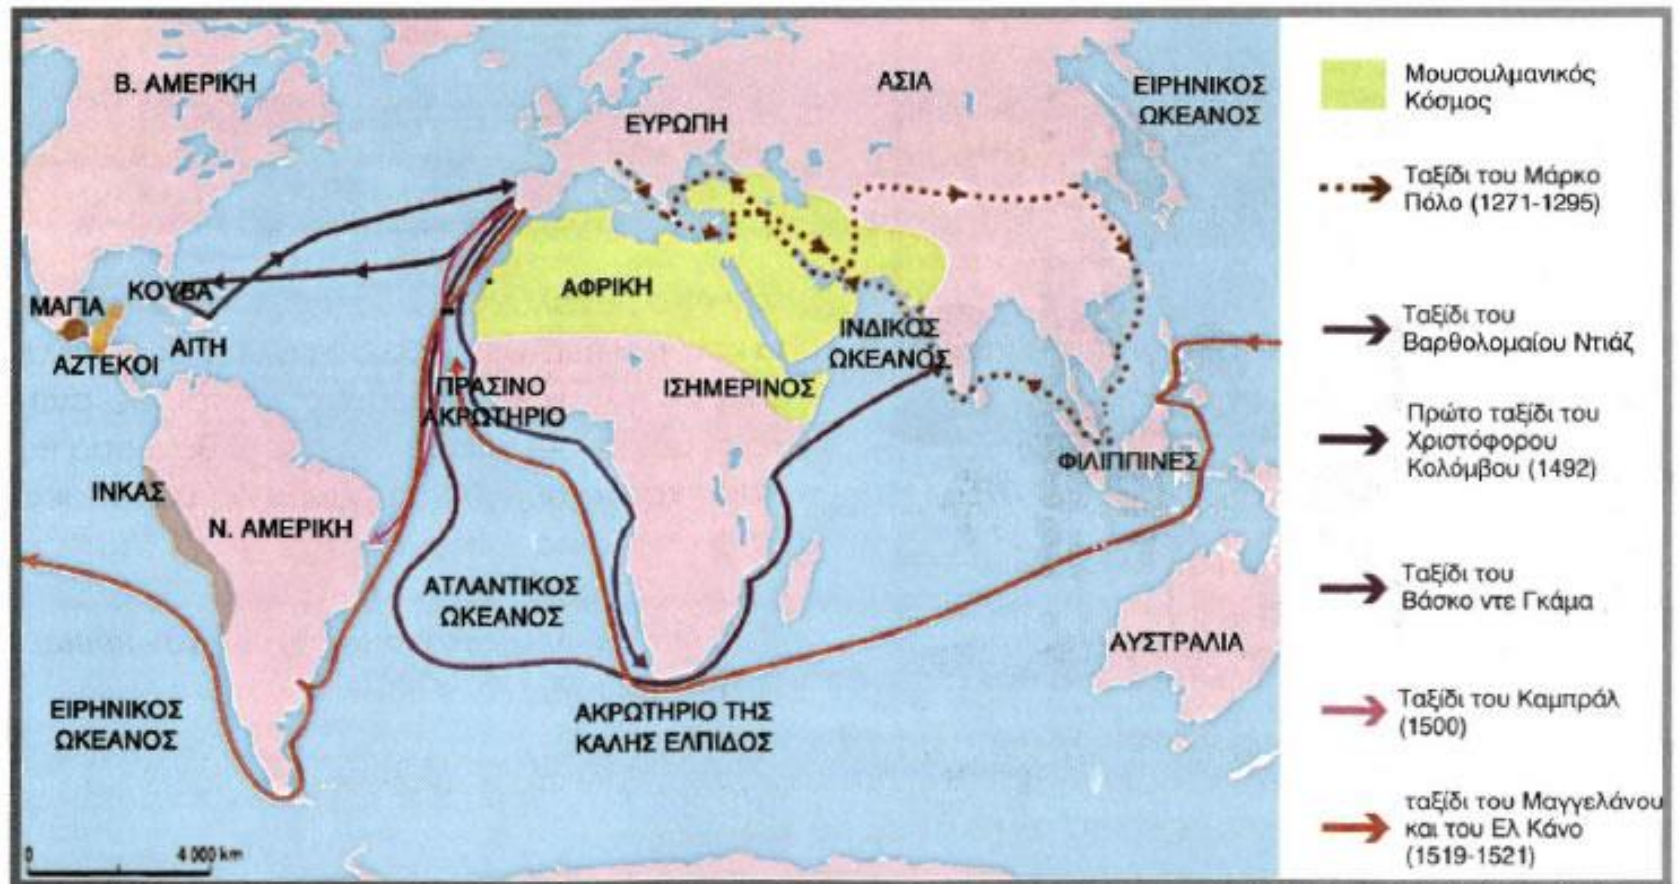 Β. ΑΜΕΡΙΚΗ
ΑΣΙΑ
ΕΙΡΗΝΙΚΟΣ
ΩΚΕΑΝΟΣ
ΕΥΡΩΠΗ
ΑΦΡΙΚΗ
ΚΟΥΒΑ
ΜΑΓΙΑ
ΑΪΤΗ
ΑΖΤΕΚΟΙ
ΙΝΔΙΚΟΣ
ΩΚΕΑΝΟΣ
ΠΡΑΣΙΝΟ
ΑΚΡΩΤΗΡΙΟ
ΙΣΗΜΕΡΙΝΟΣ
ΦΙΛΙΠΠΙΝΕΣ
ΙΝΚΑΣ
Ν. ΑΜΕΡΙΚΗ
ΑΤΛΑΝΤΙΚΟΣ
ΩΚΕΑΝΟΣ
ΑΥΣΤΡΑΛΙΑ
ΕΙΡΗΝΙΚΟΣ
ΩΚΕΑΝΟΣ
ΑΚΡΩΤΗΡΙΟ ΤΗΣ
ΚΑΛΗΣ ΕΛΠΙΔΟΣ
0 4 000 km
Μουσουλμανικός
Κόσμος
Ταξίδι του Μάρκο
Πόλο (1271-1295)
Ταξίδι του
Βαρθολομαίου Ντιάζ
Πρώτο ταξίδι του
Χριστόφορου
Κολόμβου (1492)
Ταξίδι του
Βάσκο ντε Γκάμα
Ταξίδι του Καμπράλ
(1500)
ταξίδι του Μαγγελάνου
και του Ελ Κάνο
(1519-1521)